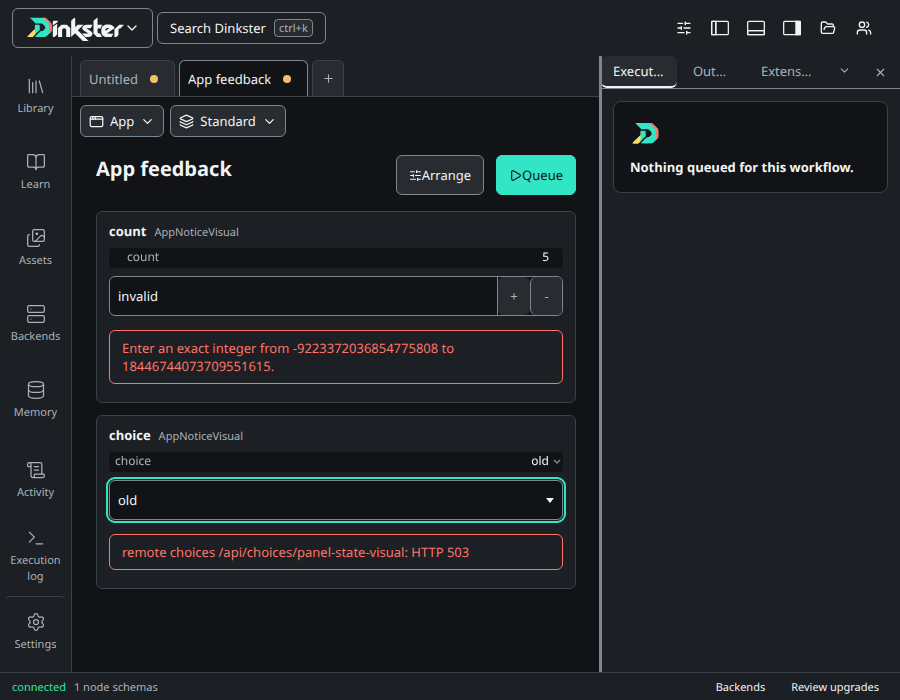 Dinkster
Search Dinkster ctrl+k
Library
Learn
Assets
Backends
Memory
Activity
Execution
log
Settings
Untitled
App feedback
+
App
Standard
App feedback
Arrange
Queue
count AppNoticeVisual
count 5
invalid + -
Enter an exact integer from -9223372036854775808 to
18446744073709551615.
choice AppNoticeVisual
choice old
old
remote choices /api/choices/panel-state-visual: HTTP 503
Execut...
Out...
Extens...
Nothing queued for this workflow.
connected 1 node schemas
Backends
Review upgrades